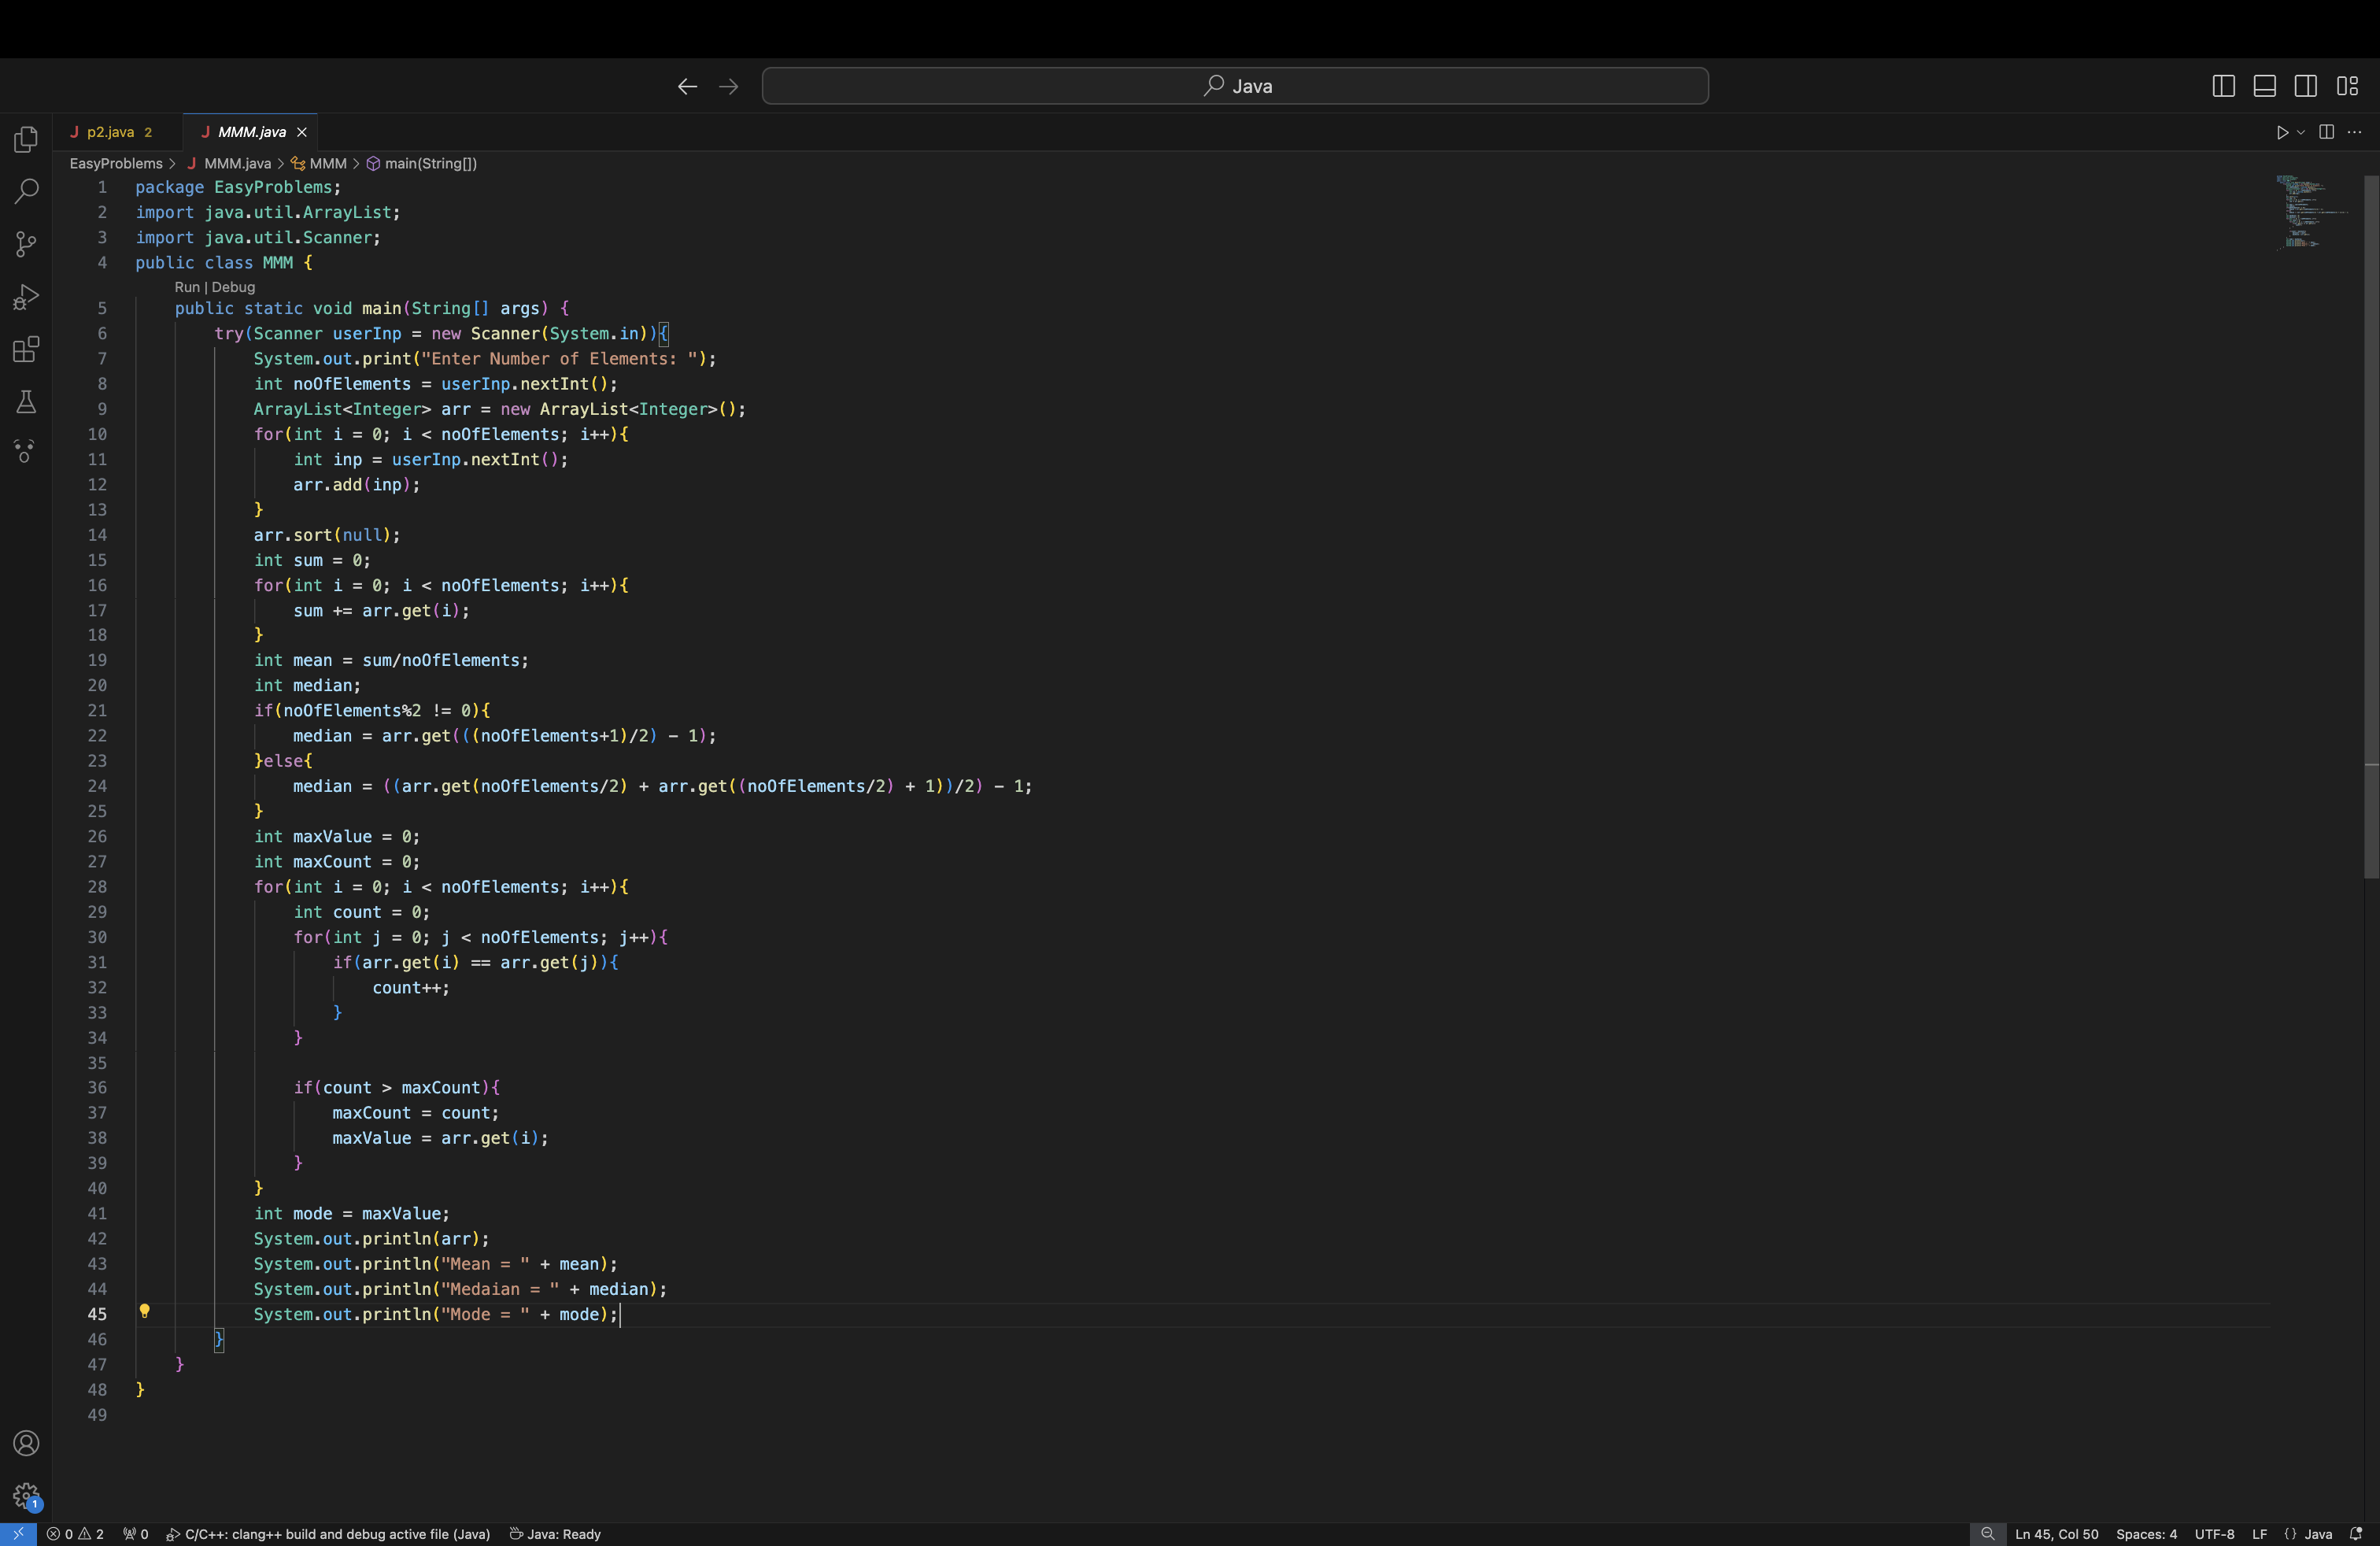 Java
p2.java 2
MMM.java
EasyProblems > MMM.java > MMM > main(String[])
1 package EasyProblems;
2 import java.util.ArrayList;
3 import java.util.Scanner;
4 public class MMM {
Run | Debug
5 public static void main(String[] args) {
6 try(Scanner userInp = new Scanner(System.in)){
7 System.out.print("Enter Number of Elements: ");
8 int noOfElements = userInp.nextInt();
9 ArrayList<Integer> arr = new ArrayList<Integer>();
10 for(int i = 0; i < noOfElements; i++){
11 int inp = userInp.nextInt();
12 arr.add(inp);
13 }
14 arr.sort(null);
15 int sum = 0;
16 for(int i = 0; i < noOfElements; i++){
17 sum += arr.get(i);
18 }
19 int mean = sum/noOfElements;
20 int median;
21 if(noOfElements%2 != 0){
22 median = arr.get(((noOfElements+1)/2) - 1);
23 }else{
24 median = ((arr.get(noOfElements/2) + arr.get((noOfElements/2) + 1))/2) - 1;
25 }
26 int maxValue = 0;
27 int maxCount = 0;
28 for(int i = 0; i < noOfElements; i++){
29 int count = 0;
30 for(int j = 0; j < noOfElements; j++){
31 if(arr.get(i) == arr.get(j)){
32 count++;
33 }
34 }
35
36 if(count > maxCount){
37 maxCount = count;
38 maxValue = arr.get(i);
39 }
40 }
41 int mode = maxValue;
42 System.out.println(arr);
43 System.out.println("Mean = " + mean);
44 System.out.println("Medaian = " + median);
45 System.out.println("Mode = " + mode);
46 }
47 }
48 }
49
1
0 2 0 C/C++: clang++ build and debug active file (Java) Java: Ready Ln 45, Col 50 Spaces: 4 UTF-8 LF {} Java